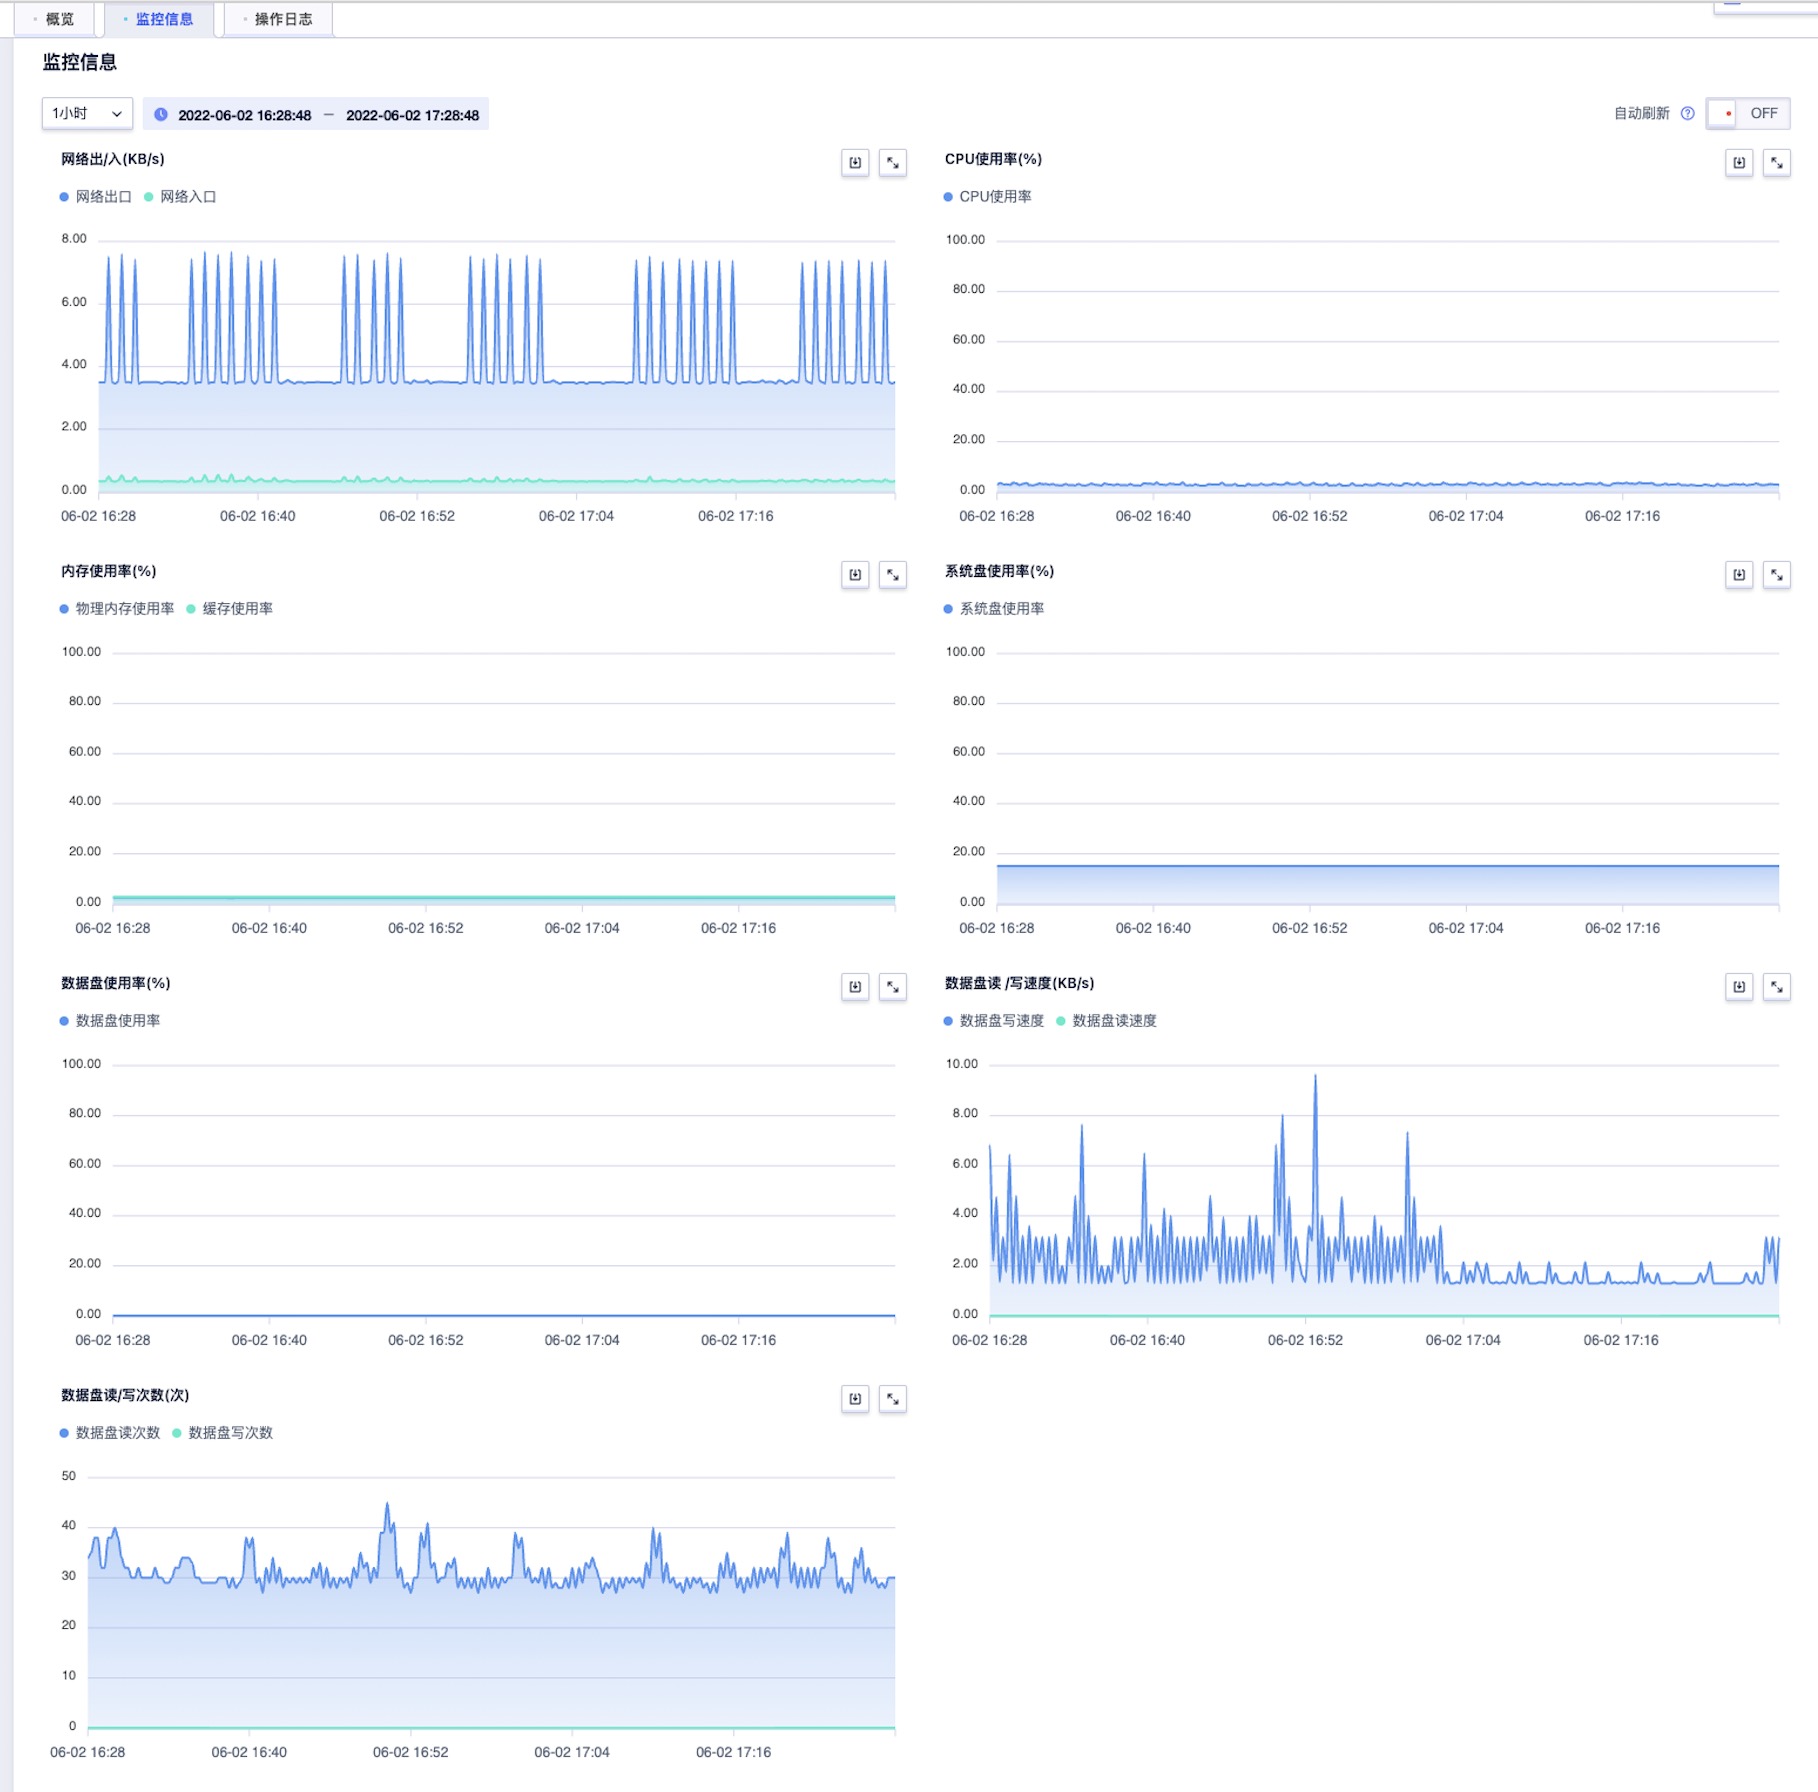 概览 监控信息 操作日志
监控信息
1小时 2022-06-02 16:28:48 — 2022-06-02 17:28:48 自动刷新 OFF
网络出/入(KB/s)
网络出口 网络入口
8.00
6.00
4.00
2.00
0.00
06-02 16:28 06-02 16:40 06-02 16:52 06-02 17:04 06-02 17:16
CPU使用率(%)
CPU使用率
100.00
80.00
60.00
40.00
20.00
0.00
06-02 16:28 06-02 16:40 06-02 16:52 06-02 17:04 06-02 17:16
内存使用率(%)
物理内存使用率 缓存使用率
100.00
80.00
60.00
40.00
20.00
0.00
06-02 16:28 06-02 16:40 06-02 16:52 06-02 17:04 06-02 17:16
系统盘使用率(%)
系统盘使用率
100.00
80.00
60.00
40.00
20.00
0.00
06-02 16:28 06-02 16:40 06-02 16:52 06-02 17:04 06-02 17:16
数据盘使用率(%)
数据盘使用率
100.00
80.00
60.00
40.00
20.00
0.00
06-02 16:28 06-02 16:40 06-02 16:52 06-02 17:04 06-02 17:16
数据盘读 /写速度(KB/s)
数据盘写速度 数据盘读速度
10.00
8.00
6.00
4.00
2.00
0.00
06-02 16:28 06-02 16:40 06-02 16:52 06-02 17:04 06-02 17:16
数据盘读/写次数(次)
数据盘读次数 数据盘写次数
50
40
30
20
10
0
06-02 16:28 06-02 16:40 06-02 16:52 06-02 17:04 06-02 17:16